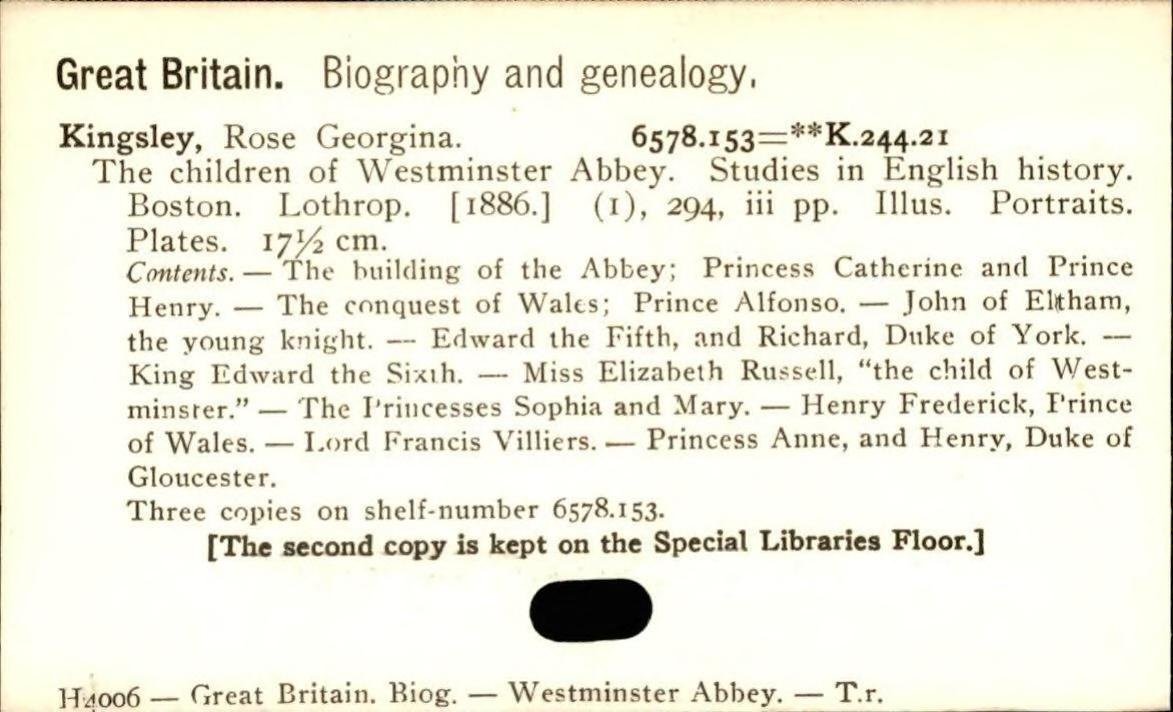 Great Britain. Biography and genealogy.
Kingsley, Rose Georgina. 6578.153=**K.244.21
The children of Westminster Abbey. Studies in English history.
Boston. Lothrop. [1886.] (1), 294, iii pp. Illus. Portraits.
Plates. 17½ cm.
Contents. — The building of the Abbey; Princess Catherine and Prince
Henry. — The conquest of Wales; Prince Alfonso. — John of Eltham,
the young knight. — Edward the Fifth, and Richard, Duke of York. —
King Edward the Sixth. — Miss Elizabeth Russell, “the child of West-
minster.” — The Princesses Sophia and Mary. — Henry Frederick, Prince
of Wales. — Lord Francis Villiers. — Princess Anne, and Henry, Duke of
Gloucester.
Three copies on shelf-number 6578.153.
[The second copy is kept on the Special Libraries Floor.]
H4006 — Great Britain. Biog. — Westminster Abbey. — T.r.